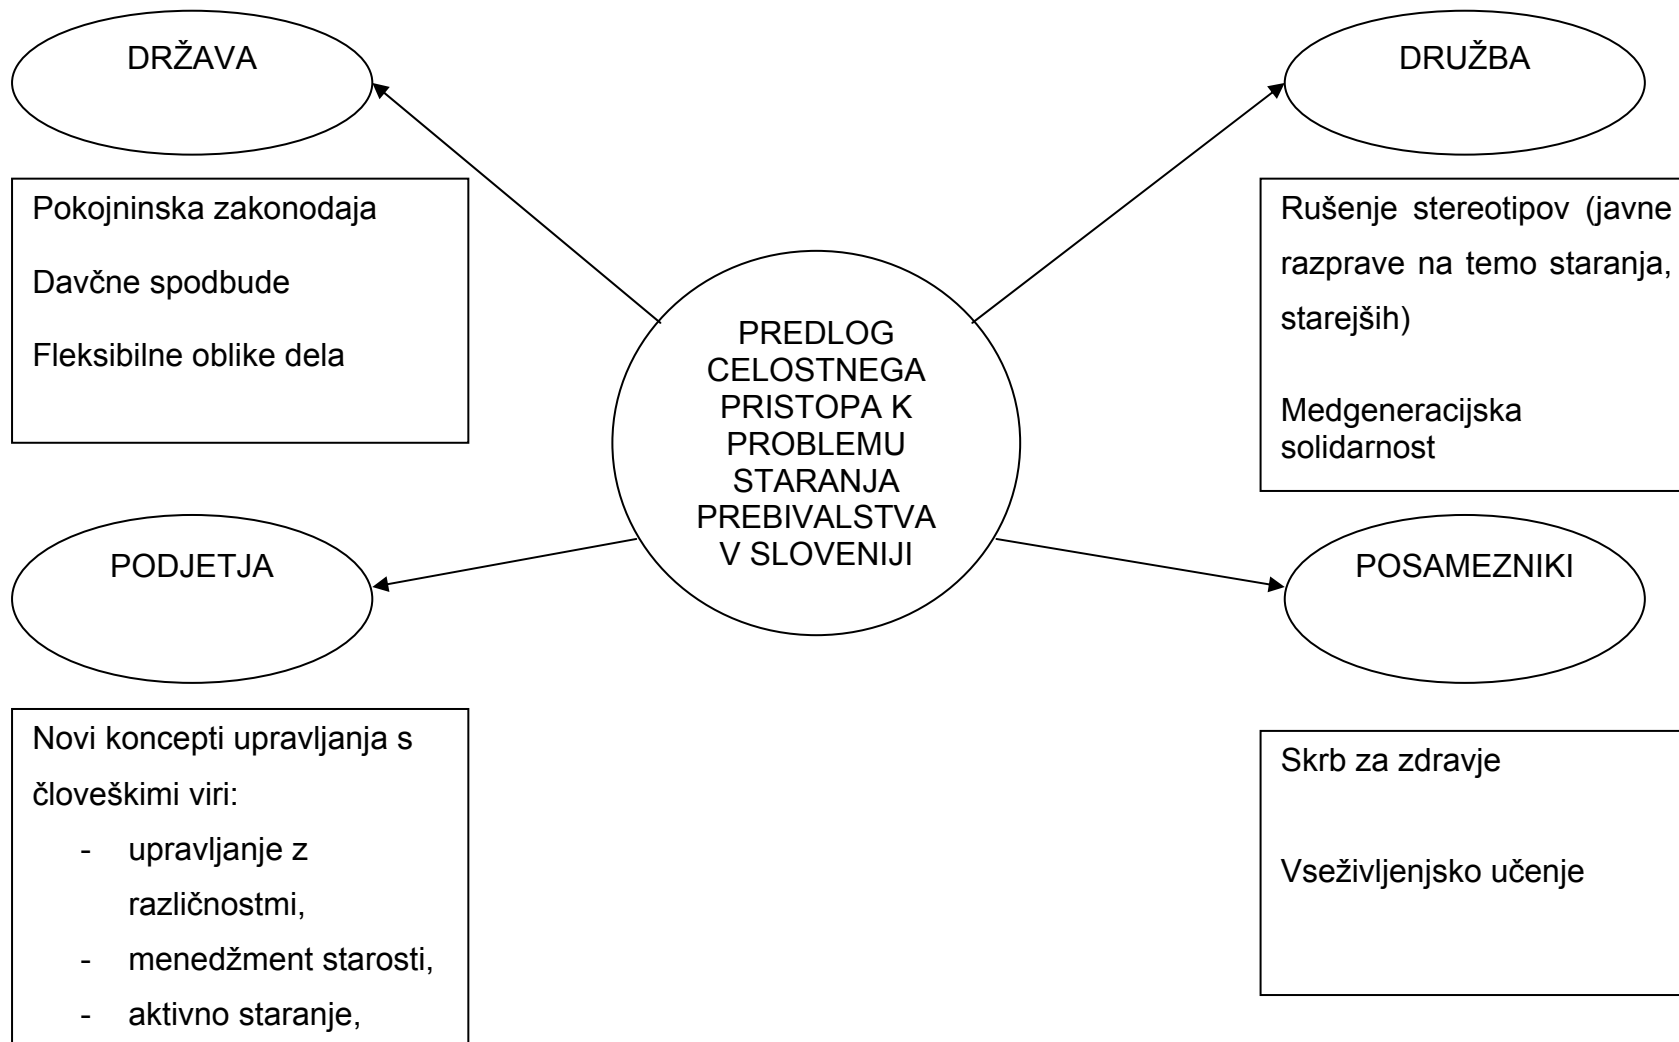 DRŽAVA
Pokojninska zakonodaja
Davčne spodbude
Fleksibilne oblike dela
DRUŽBA
Rušenje stereotipov (javne
razprave na temo staranja,
starejših)
Medgeneracijska
solidarnost
PREDLOG
CELOSTNEGA
PRISTOPA K
PROBLEMU
STARANJA
PREBIVALSTVA
V SLOVENIJI
PODJETJA
Novi koncepti upravljanja s
človeškimi viri:
- upravljanje z
različnostmi,
- menedžment starosti,
- aktivno staranje,
POSAMEZNIKI
Skrb za zdravje
Vseživljenjsko učenje